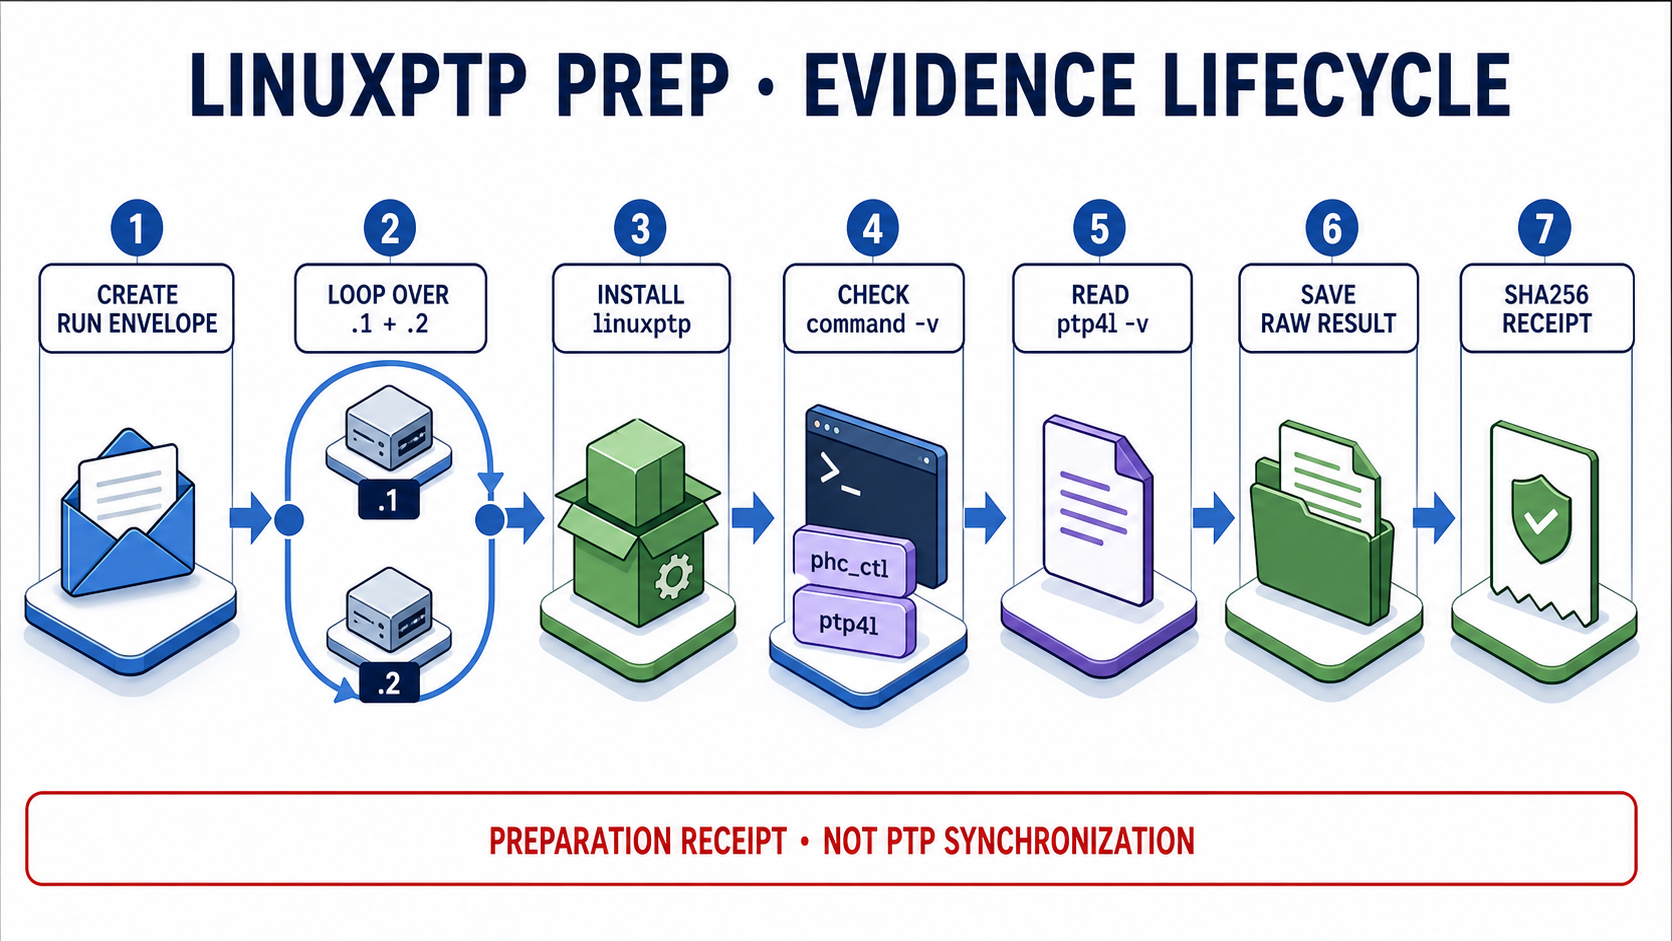 LINUXPTP PREP • EVIDENCE LIFECYCLE
1
CREATE
RUN ENVELOPE
2
LOOP OVER
.1 + .2
.1
.2
3
INSTALL
linuxptp
4
CHECK
command -v
>_
phc_ctl
ptp4l
5
READ
ptp4l -v
6
SAVE
RAW RESULT
7
SHA256
RECEIPT
PREPARATION RECEIPT • NOT PTP SYNCHRONIZATION